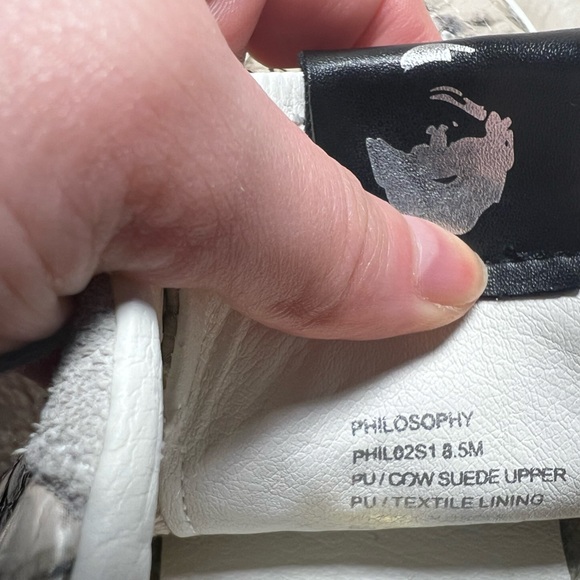 PHILOSOPHY
PHIL02S1 8.5M
PU / COW SUEDE UPPER
PU / TEXTILE LINING